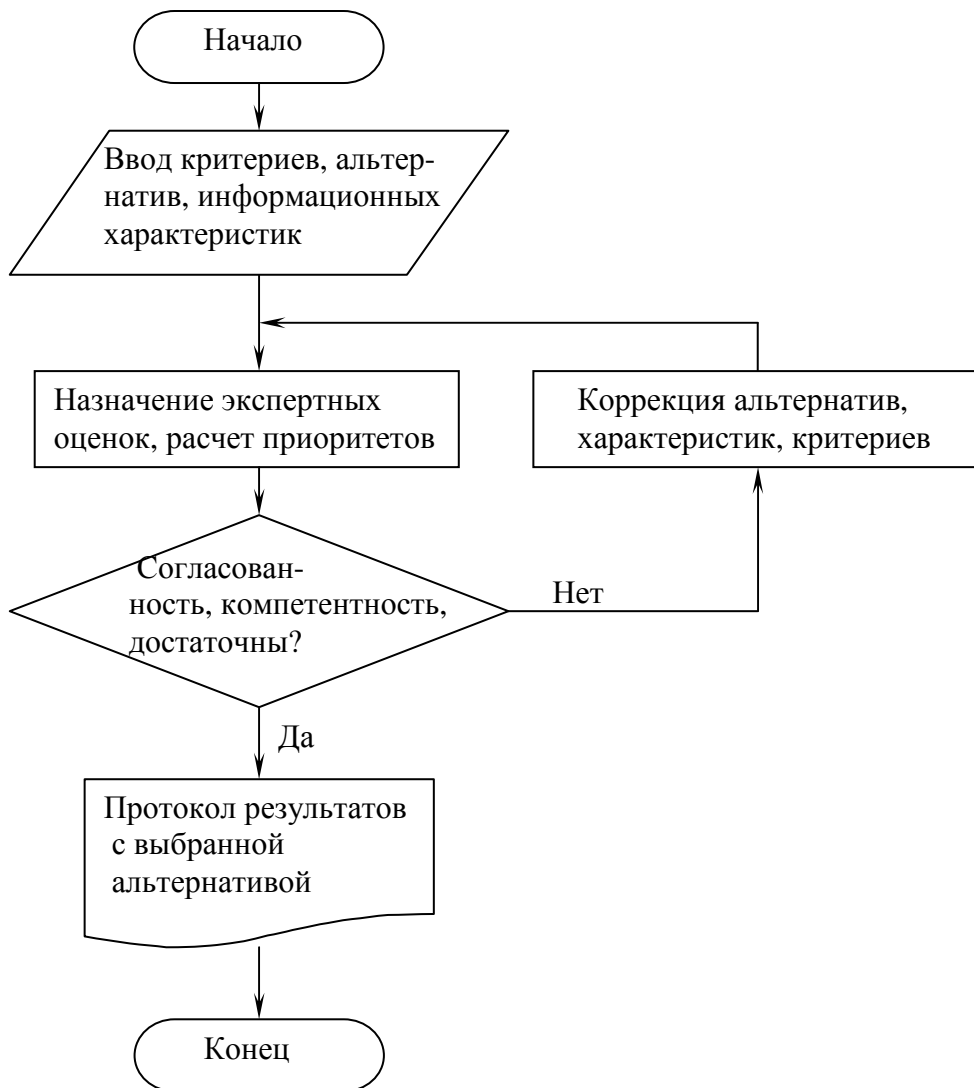 Начало
Ввод критериев, альтер-
натив, информационных
характеристик
Назначение экспертных
оценок, расчет приоритетов
Коррекция альтернатив,
характеристик, критериев
Согласован-
ность, компетентность,
достаточны?
Нет
Да
Протокол результатов
с выбранной
альтернативой
Конец